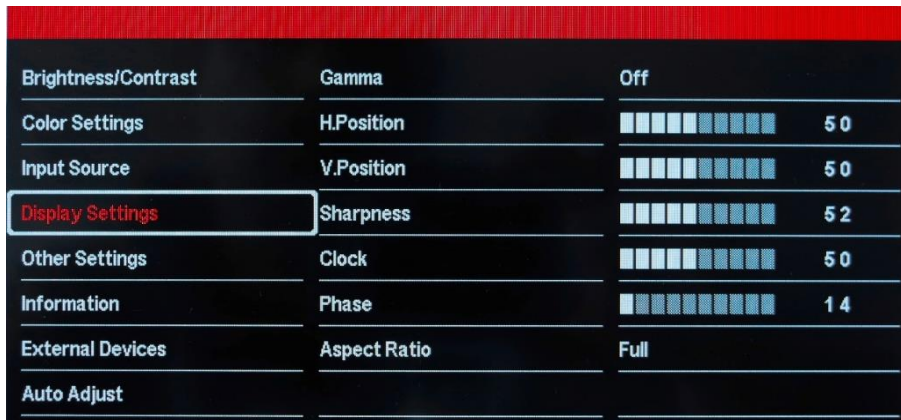 Brightness/Contrast Gamma Off
Color Settings H.Position 50
Input Source V.Position 50
Display Settings Sharpness 52
Other Settings Clock 50
Information Phase 14
External Devices Aspect Ratio Full
Auto Adjust